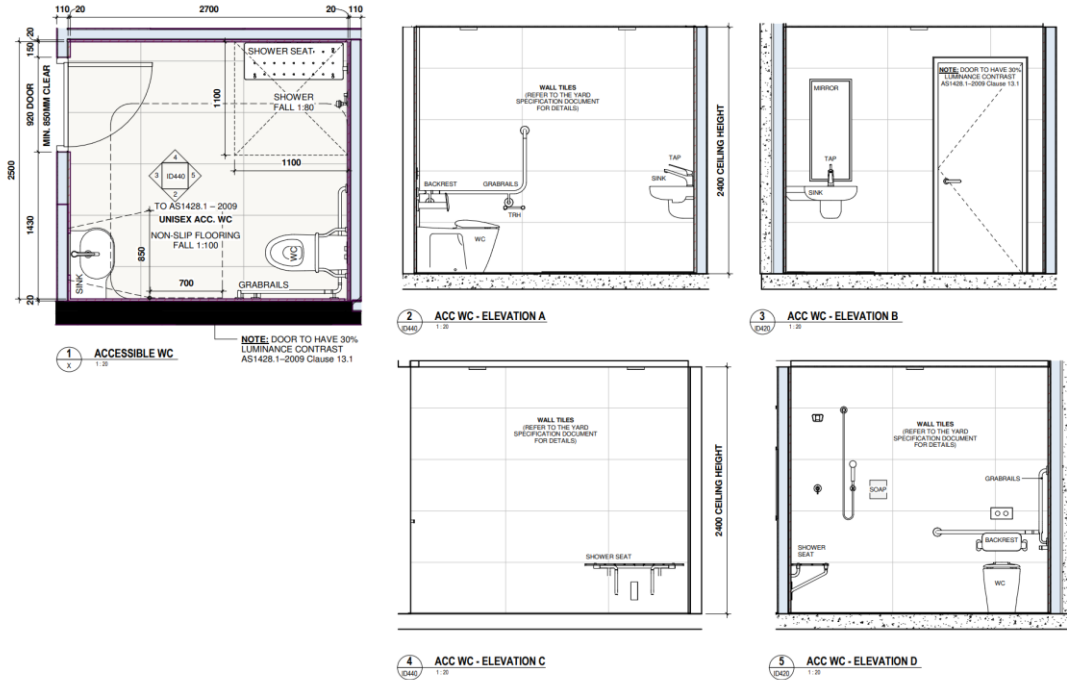 110
20
2700
20
110
20
150
920 DOOR
MIN. 850MM CLEAR
2500
1430
20
SHOWER SEAT
SHOWER
FALL 1:80
1100
1100
4
3
ID440
5
2
TO AS1428.1 – 2009
UNISEX ACC. WC
NON-SLIP FLOORING
FALL 1:100
850
700
SINK
WC
GRABRAILS
NOTE: DOOR TO HAVE 30%
LUMINANCE CONTRAST
AS1428.1–2009 Clause 13.1
1
X
ACCESSIBLE WC
1 : 20
WALL TILES
(REFER TO THE YARD
SPECIFICATION DOCUMENT
FOR DETAILS)
BACKREST
GRABRAILS
TRH
WC
TAP
SINK
2400 CEILING HEIGHT
2
ID440
ACC WC - ELEVATION A
1 : 20
NOTE: DOOR TO HAVE 30%
LUMINANCE CONTRAST
AS1428.1–2009 Clause 13.1
MIRROR
TAP
SINK
3
ID420
ACC WC - ELEVATION B
1 : 20
WALL TILES
(REFER TO THE YARD
SPECIFICATION DOCUMENT
FOR DETAILS)
SHOWER SEAT
2400 CEILING HEIGHT
4
ID440
ACC WC - ELEVATION C
1 : 20
WALL TILES
(REFER TO THE YARD
SPECIFICATION DOCUMENT
FOR DETAILS)
GRABRAILS
SOAP
BACKREST
SHOWER
SEAT
WC
5
ID420
ACC WC - ELEVATION D
1 : 20